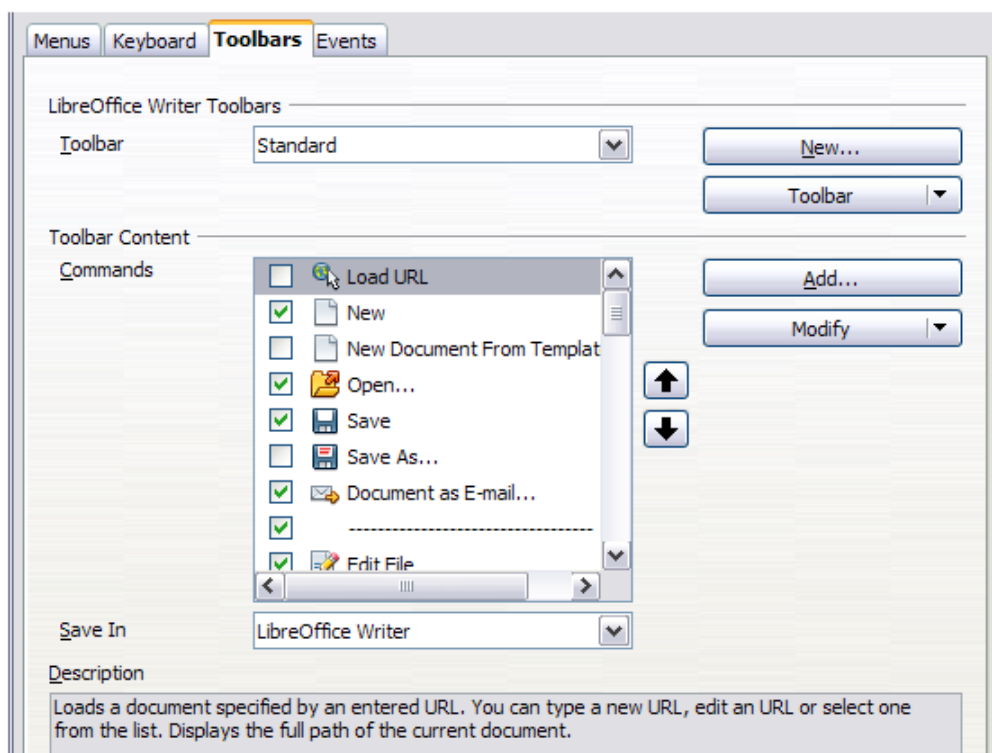 Menus Keyboard Toolbars Events
LibreOffice Writer Toolbars
Toolbar Standard New...
Toolbar
Toolbar Content
Commands Load URL Add...
New
Modify
New Document From Templat
Open...
Save
Save As...
Document as E-mail...
----------------------------------
Edit File
Save In LibreOffice Writer
Description
Loads a document specified by an entered URL. You can type a new URL, edit an URL or select one
from the list. Displays the full path of the current document.